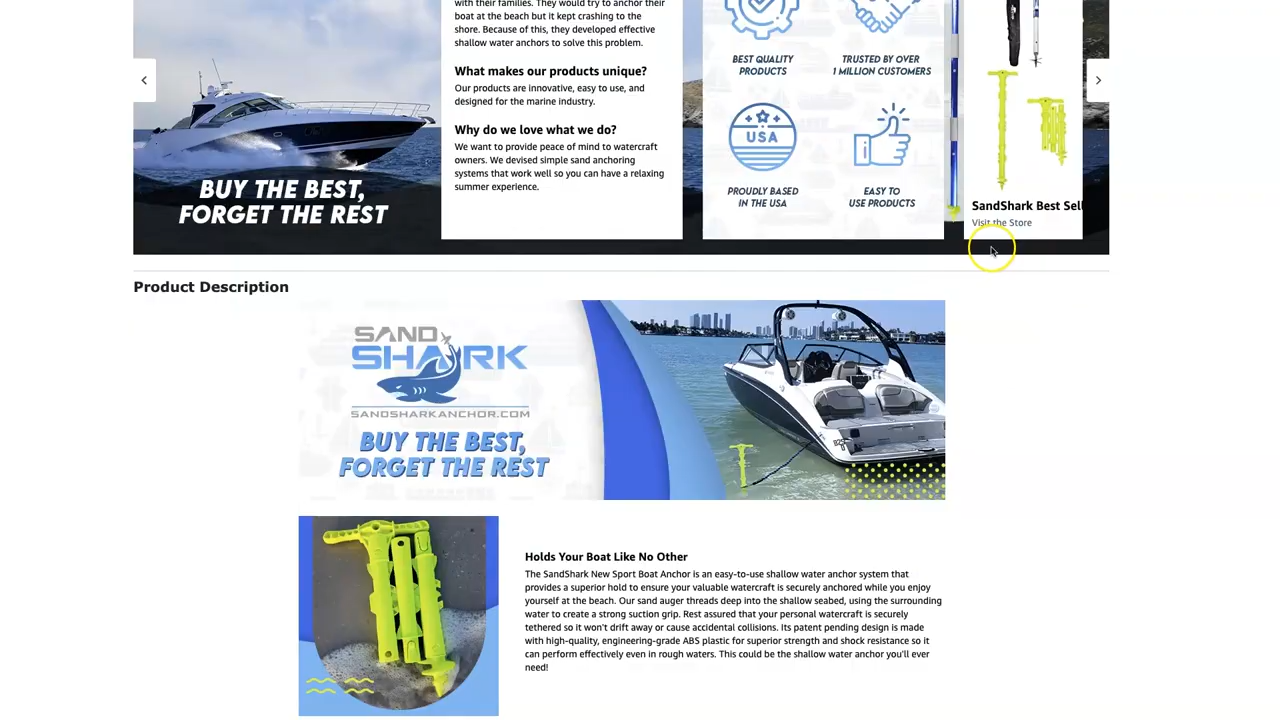 with their families. They would try to anchor their
boat at the beach but it kept crashing to the
shore. Because of this, they developed effective
shallow water anchors to solve this problem.
What makes our products unique?
Our products are innovative, easy to use, and
designed for the marine industry.
Why do we love what we do?
We want to provide peace of mind to watercraft
owners. We devised simple sand anchoring
systems that work well so you can have a relaxing
summer experience.
BUY THE BEST,
FORGET THE REST
BEST QUALITY
PRODUCTS
TRUSTED BY OVER
1 MILLION CUSTOMERS
USA
PROUDLY BASED
IN THE USA
EASY TO
USE PRODUCTS
SandShark Best Sell
Visit the Store
Product Description
SAND
SHARK
SANDSHARKANCHOR.COM
BUY THE BEST,
FORGET THE REST
Holds Your Boat Like No Other
The SandShark New Sport Boat Anchor is an easy-to-use shallow water anchor system that
provides a superior hold to ensure your valuable watercraft is securely anchored while you enjoy
yourself at the beach. Our sand auger threads deep into the shallow seabed, using the surrounding
water to create a strong suction grip. Rest assured that your personal watercraft is securely
tethered so it won't drift away or cause accidental collisions. Its patent pending design is made
with high-quality, engineering-grade ABS plastic for superior strength and shock resistance so it
can perform effectively even in rough waters. This could be the shallow water anchor you'll ever
need!